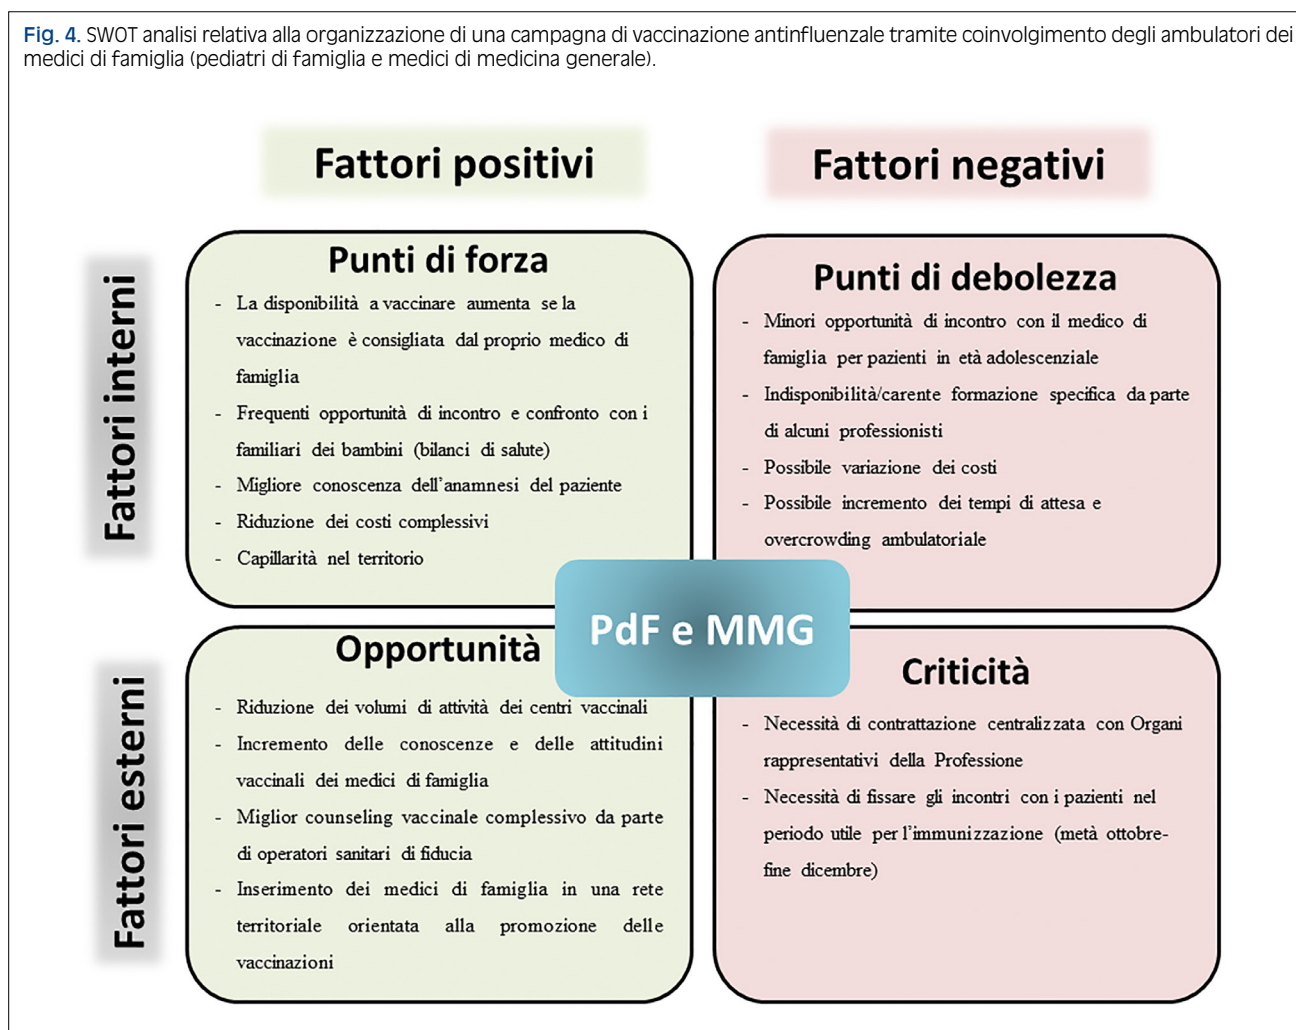 Fig. 4. SWOT analisi relativa alla organizzazione di una campagna di vaccinazione antinfluenzale tramite coinvolgimento degli ambulatori dei
medici di famiglia (pediatri di famiglia e medici di medicina generale).
Fattori positivi
Fattori negativi
Fattori interni
Punti di forza
- La disponibilità a vaccinare aumenta se la
vaccinazione è consigliata dal proprio medico di
famiglia
- Frequenti opportunità di incontro e confronto con i
familiari dei bambini (bilanci di salute)
- Migliore conoscenza dell'anamnesi del paziente
- Riduzione dei costi complessivi
- Capillarità nel territorio
Punti di debolezza
- Minori opportunità di incontro con il medico di
famiglia per pazienti in età adolescenziale
- Indisponibilità/carente formazione specifica da parte
di alcuni professionisti
- Possibile variazione dei costi
- Possibile incremento dei tempi di attesa e
overcrowding ambulatoriale
PdF e MMG
Fattori esterni
Opportunità
- Riduzione dei volumi di attività dei centri vaccinali
- Incremento delle conoscenze e delle attitudini
vaccinali dei medici di famiglia
- Miglior counseling vaccinale complessivo da parte
di operatori sanitari di fiducia
- Inserimento dei medici di famiglia in una rete
territoriale orientata alla promozione delle
vaccinazioni
Criticità
- Necessità di contrattazione centralizzata con Organi
rappresentativi della Professione
- Necessità di fissare gli incontri con i pazienti nel
periodo utile per l'immunizzazione (metà ottobre-
fine dicembre)